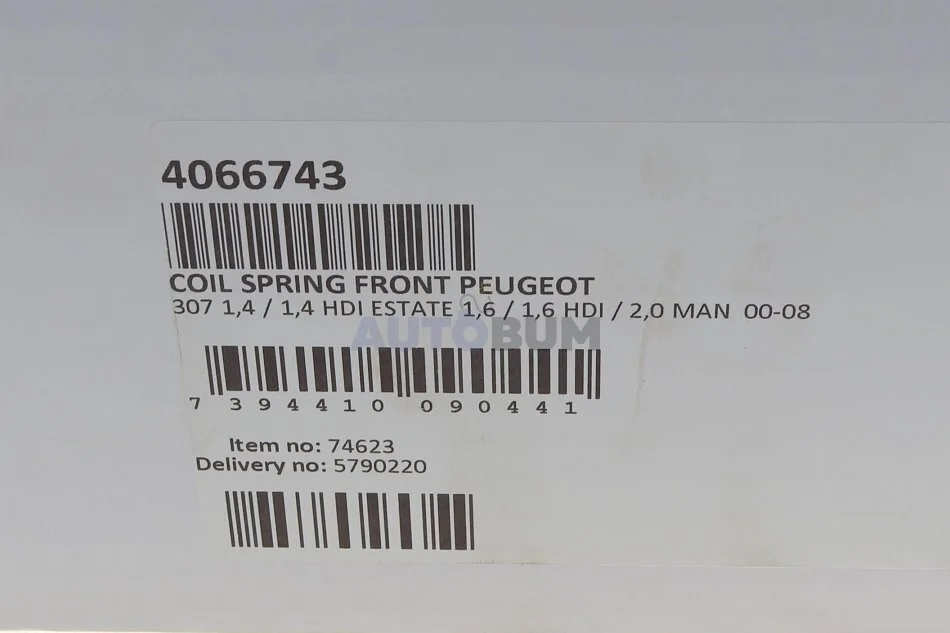 4066743
COIL SPRING FRONT PEUGEOT
307 1,4 / 1,4 HDI ESTATE 1,6 / 1,6 HDI / 2,0 MAN 00-08
AUTOBUM
7 394410 090441
Item no: 74623
Delivery no: 5790220